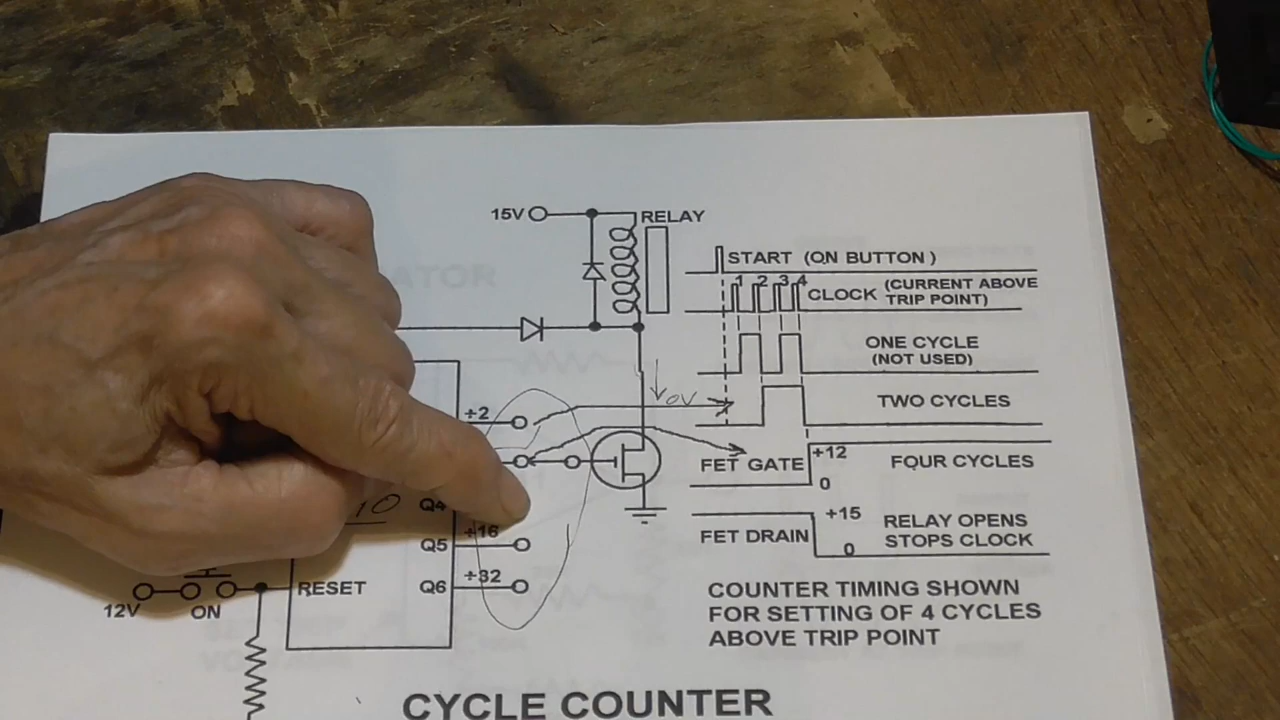 15V
RELAY
START (ON BUTTON)
1 2 3 4
CLOCK (CURRENT ABOVE
TRIP POINT)
ONE CYCLE
(NOT USED)
÷2
0V
TWO CYCLES
FET GATE
+12
0
FOUR CYCLES
Q4
÷16
Q5
÷32
Q6
FET DRAIN
+15
0
RELAY OPENS
STOPS CLOCK
12V
ON
RESET
COUNTER TIMING SHOWN
FOR SETTING OF 4 CYCLES
ABOVE TRIP POINT
CYCLE COUNTER